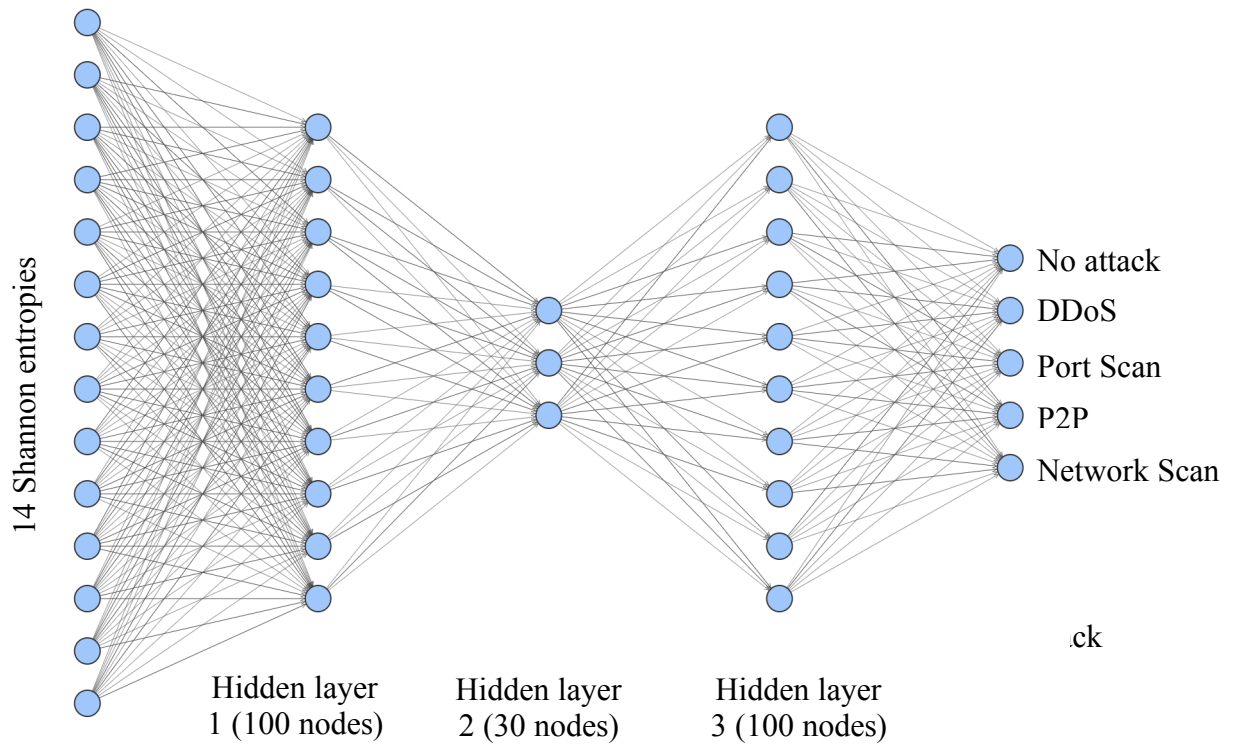 14 Shannon entropies
No attack
DDoS
Port Scan
P2P
Network Scan
Hidden layer
1 (100 nodes)
Hidden layer
2 (30 nodes)
Hidden layer
3 (100 nodes)